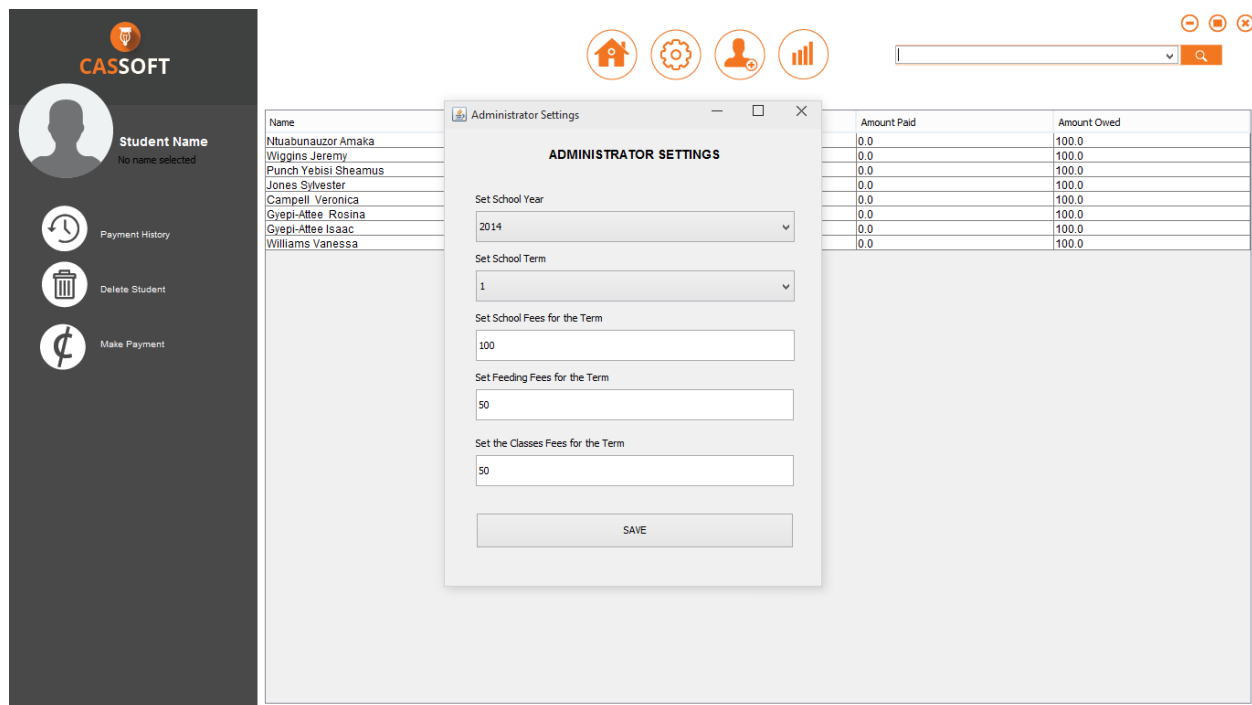 CASSOFT
Student Name
No name selected
Payment History
Delete Student
Make Payment
Name Amount Paid Amount Owed
Ntuabunauzor Amaka 0.0 100.0
Wiggins Jeremy 0.0 100.0
Punch Yebisi Sheamus 0.0 100.0
Jones Sylvester 0.0 100.0
Campell Veronica 0.0 100.0
Gyepi-Attee Rosina 0.0 100.0
Gyepi-Attee Isaac 0.0 100.0
Williams Vanessa 0.0 100.0
Administrator Settings
ADMINISTRATOR SETTINGS
Set School Year
2014
Set School Term
1
Set School Fees for the Term
100
Set Feeding Fees for the Term
50
Set the Classes Fees for the Term
50
SAVE